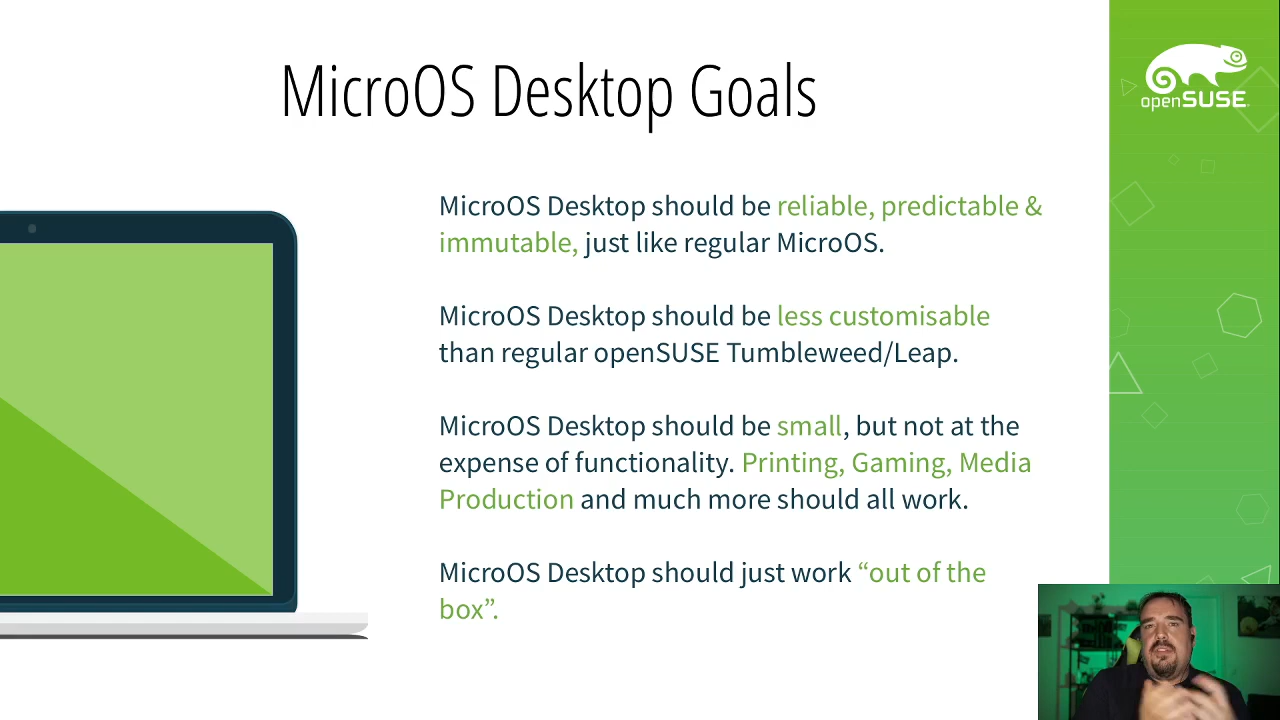 MicroOS Desktop Goals
openSUSE
MicroOS Desktop should be reliable, predictable &
immutable, just like regular MicroOS.
MicroOS Desktop should be less customisable
than regular openSUSE Tumbleweed/Leap.
MicroOS Desktop should be small, but not at the
expense of functionality. Printing, Gaming, Media
Production and much more should all work.
MicroOS Desktop should just work “out of the
box”.